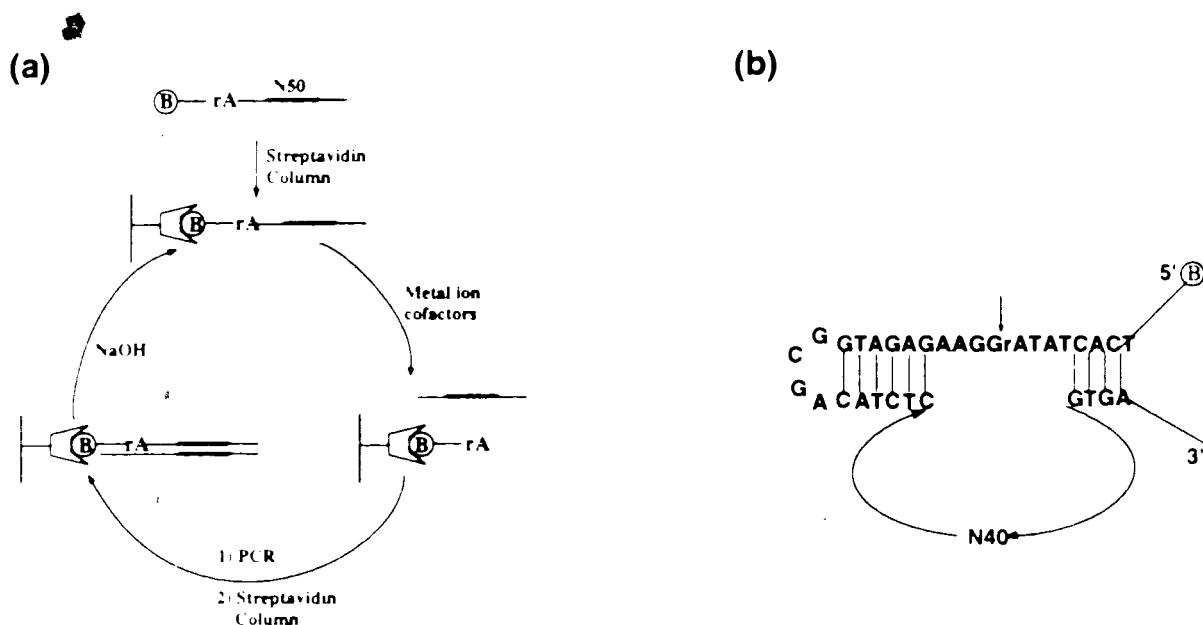 (a)
N50
B rA
Streptavidin
Column
B rA
Metal ion
cofactors
NaOH
B rA
B rA
1) PCR
2) Streptavidin
Column
(b)
5' B
G GTAGAGAAGGrATATCACT
C
G A CATCTC GTGA
3'
N40